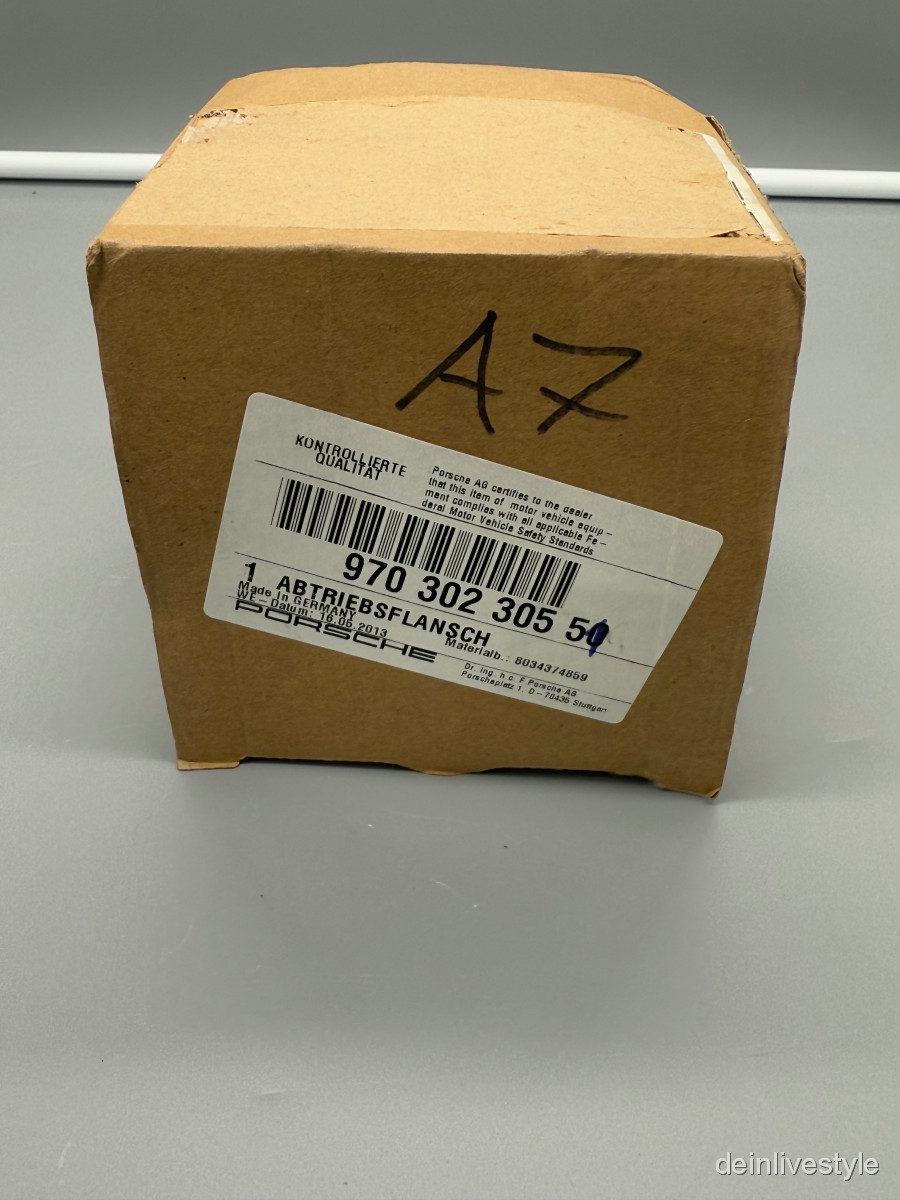 A7
KONTROLLIERTE
QUALITÄT
Porsche AG certifies to the dealer
that this item of motor vehicle equip-
ment complies with all applicable Fe-
deral Motor Vehicle Safety Standards
970 302 305 50
1 ABTRIEBSFLANSCH
Made in GERMANY
WE-Datum: 16.06.2013
Materialb.: 80343/4859
PORSCHE
Dr. Ing. h.c. F. Porsche AG
Porscheplatz 1, D-70435 Stuttgart
deinlivestyle